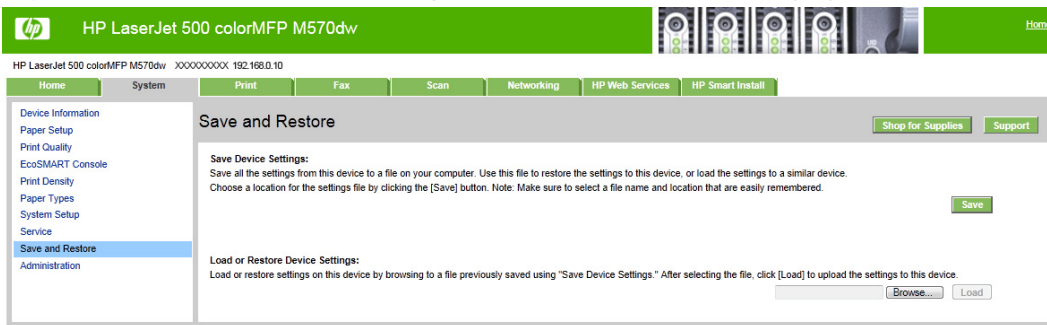 hp
HP LaserJet 500 colorMFP M570dw
Home
HP LaserJet 500 colorMFP M570dw XXXXXXXXX 192.168.0.10
Home System Print Fax Scan Networking HP Web Services HP Smart Install
Device Information
Paper Setup
Print Quality
EcoSMART Console
Print Density
Paper Types
System Setup
Service
Save and Restore
Administration
Save and Restore
Shop for Supplies Support
Save Device Settings:
Save all the settings from this device to a file on your computer. Use this file to restore the settings to this device, or load the settings to a similar device.
Choose a location for the settings file by clicking the [Save] button. Note: Make sure to select a file name and location that are easily remembered.
Save
Load or Restore Device Settings:
Load or restore settings on this device by browsing to a file previously saved using "Save Device Settings." After selecting the file, click [Load] to upload the settings to this device.
Browse... Load